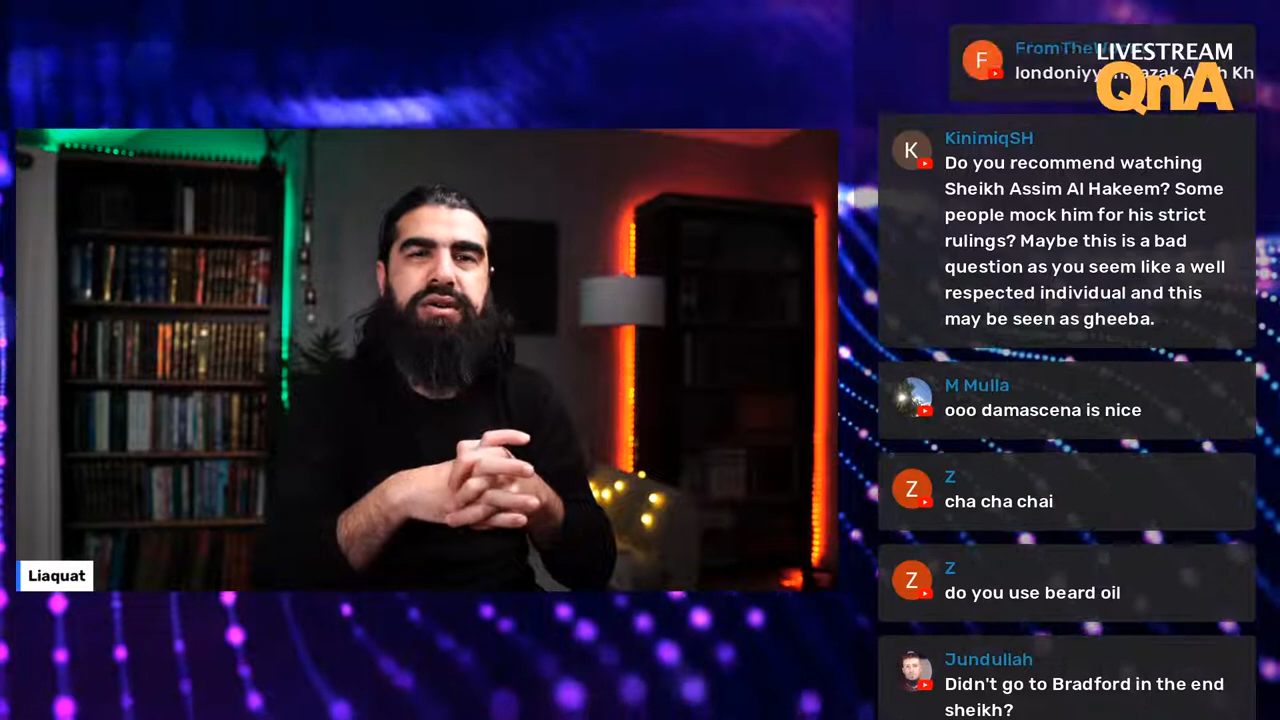 LIVESTREAM
QnA
F
londoniyy
Kh
K
KinimiqSH
Do you recommend watching
Sheikh Assim Al Hakeem? Some
people mock him for his strict
rulings? Maybe this is a bad
question as you seem like a well
respected individual and this
may be seen as gheeba.
M Mulla
ooo damascena is nice
Z
Z
cha cha chai
Z
Z
do you use beard oil
Jundullah
Didn't go to Bradford in the end
sheikh?
Liaquat